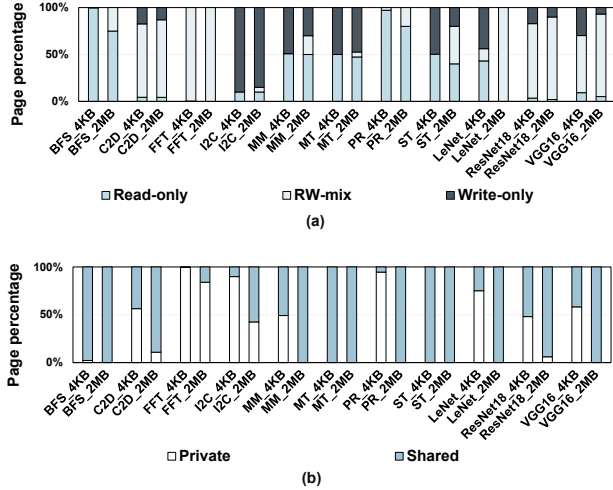 Page percentage
100%
50%
0%
BFS_4KB
BFS_2MB
C2D_4KB
C2D_2MB
FFT_4KB
FFT_2MB
I2C_4KB
I2C_2MB
MM_4KB
MM_2MB
MT_4KB
MT_2MB
PR_4KB
PR_2MB
ST_4KB
ST_2MB
LeNet_4KB
LeNet_2MB
ResNet18_4KB
ResNet18_2MB
VGG16_4KB
VGG16_2MB
Read-only RW-mix Write-only
(a)
Page percentage
100%
50%
0%
BFS_4KB
BFS_2MB
C2D_4KB
C2D_2MB
FFT_4KB
FFT_2MB
I2C_4KB
I2C_2MB
MM_4KB
MM_2MB
MT_4KB
MT_2MB
PR_4KB
PR_2MB
ST_4KB
ST_2MB
LeNet_4KB
LeNet_2MB
ResNet18_4KB
ResNet18_2MB
VGG16_4KB
VGG16_2MB
Private Shared
(b)